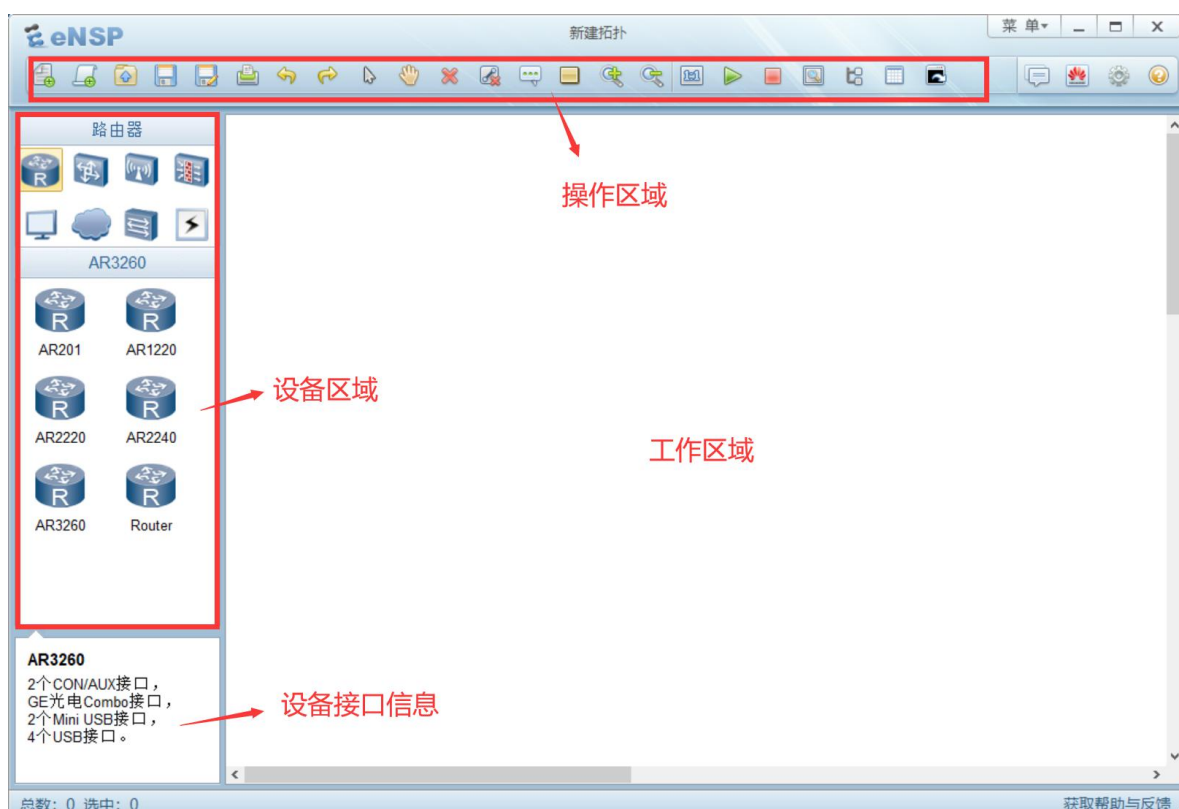 eNSP
新建拓扑
菜 单
操作区域
路由器
AR3260
AR201 AR1220
AR2220 AR2240
AR3260 Router
设备区域
工作区域
AR3260
2个CON/AUX接口，
GE光电Combo接口，
2个Mini USB接口，
4个USB接口。
设备接口信息
总数: 0 选中: 0
获取帮助与反馈